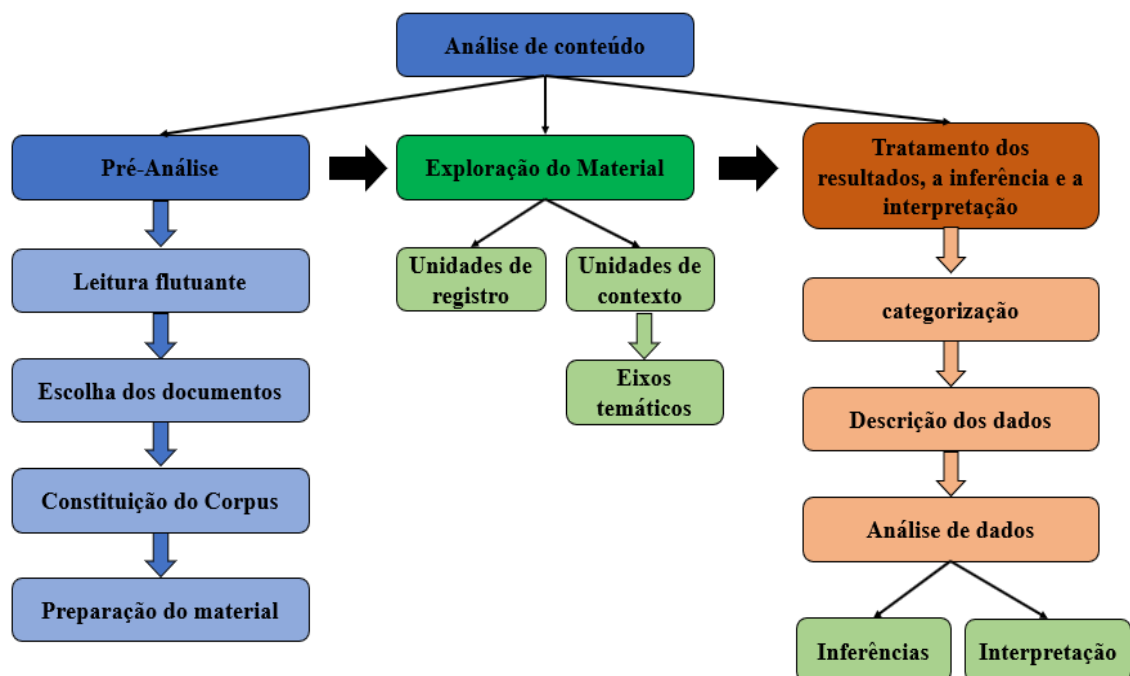 Análise de conteúdo
Pré-Análise
Leitura flutuante
Escolha dos documentos
Constituição do Corpus
Preparação do material
Exploração do Material
Unidades de
registro
Unidades de
contexto
Eixos
temáticos
Tratamento dos
resultados, a inferência e a
interpretação
categorização
Descrição dos dados
Análise de dados
Inferências
Interpretação